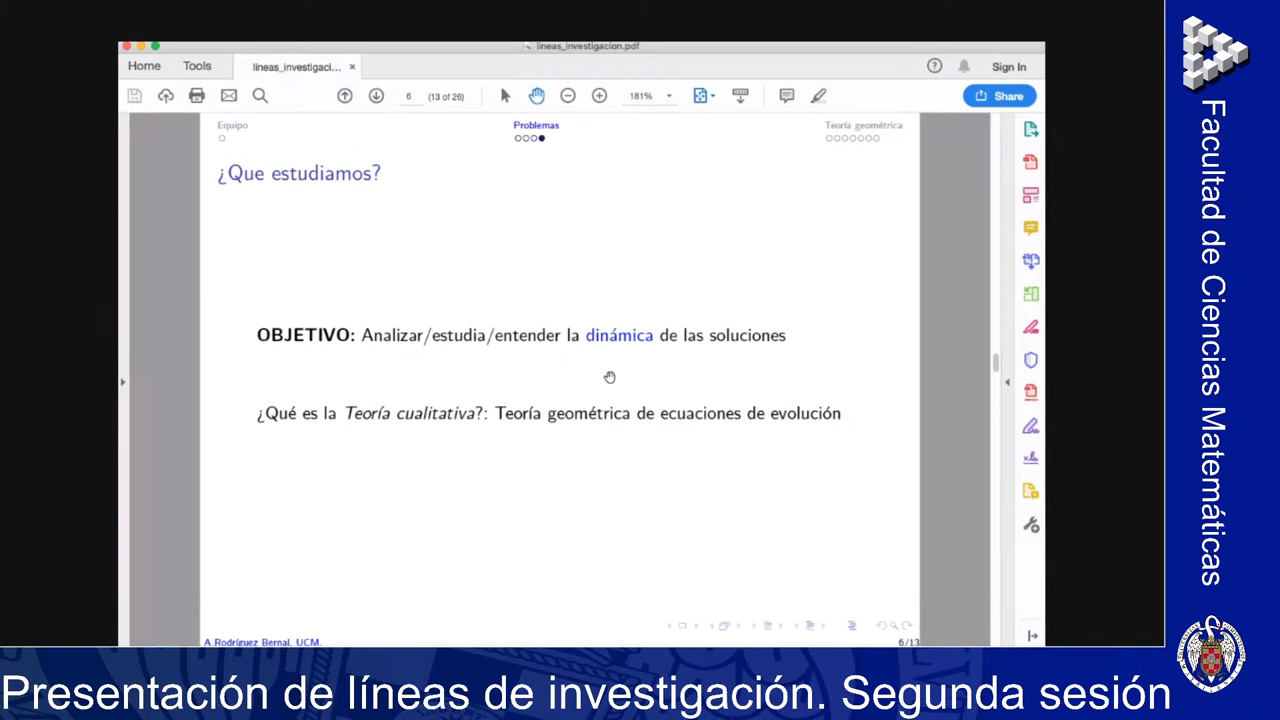 lineas_investigacion.pdf
Home Tools lineas_investigaci... × Sign In
6 (13 of 26) 181% Share
Equipo Problemas Teoría geométrica
¿Que estudiamos?
OBJETIVO: Analizar/estudia/entender la dinámica de las soluciones
¿Qué es la Teoría cualitativa?: Teoría geométrica de ecuaciones de evolución
A.Rodríguez Bernal, UCM. 6/13
Facultad de Ciencias Matemáticas
Presentación de líneas de investigación. Segunda sesión